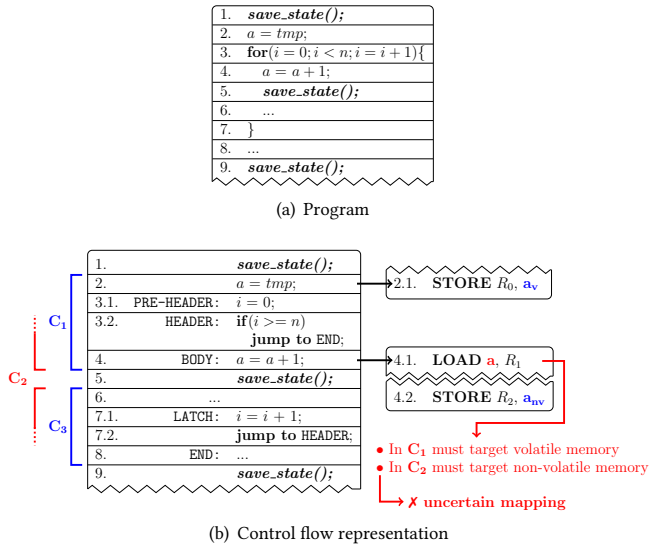 1. save_state();
2. a = tmp;
3. for(i = 0; i < n; i = i + 1){
4. a = a + 1;
5. save_state();
6. ...
7. }
8. ...
9. save_state();
(a) Program
1. save_state();
2. a = tmp;
3.1. PRE-HEADER: i = 0;
3.2. HEADER: if(i >= n)
jump to END;
4. BODY: a = a + 1;
5. save_state();
6. ...
7.1. LATCH: i = i + 1;
7.2. jump to HEADER;
8. END: ...
9. save_state();
C₁
C₂
C₃
2.1. STORE R₀, aᵥ
4.1. LOAD a, R₁
4.2. STORE R₂, aₙᵥ
• In C₁ must target volatile memory
• In C₂ must target non-volatile memory
✗ uncertain mapping
(b) Control flow representation